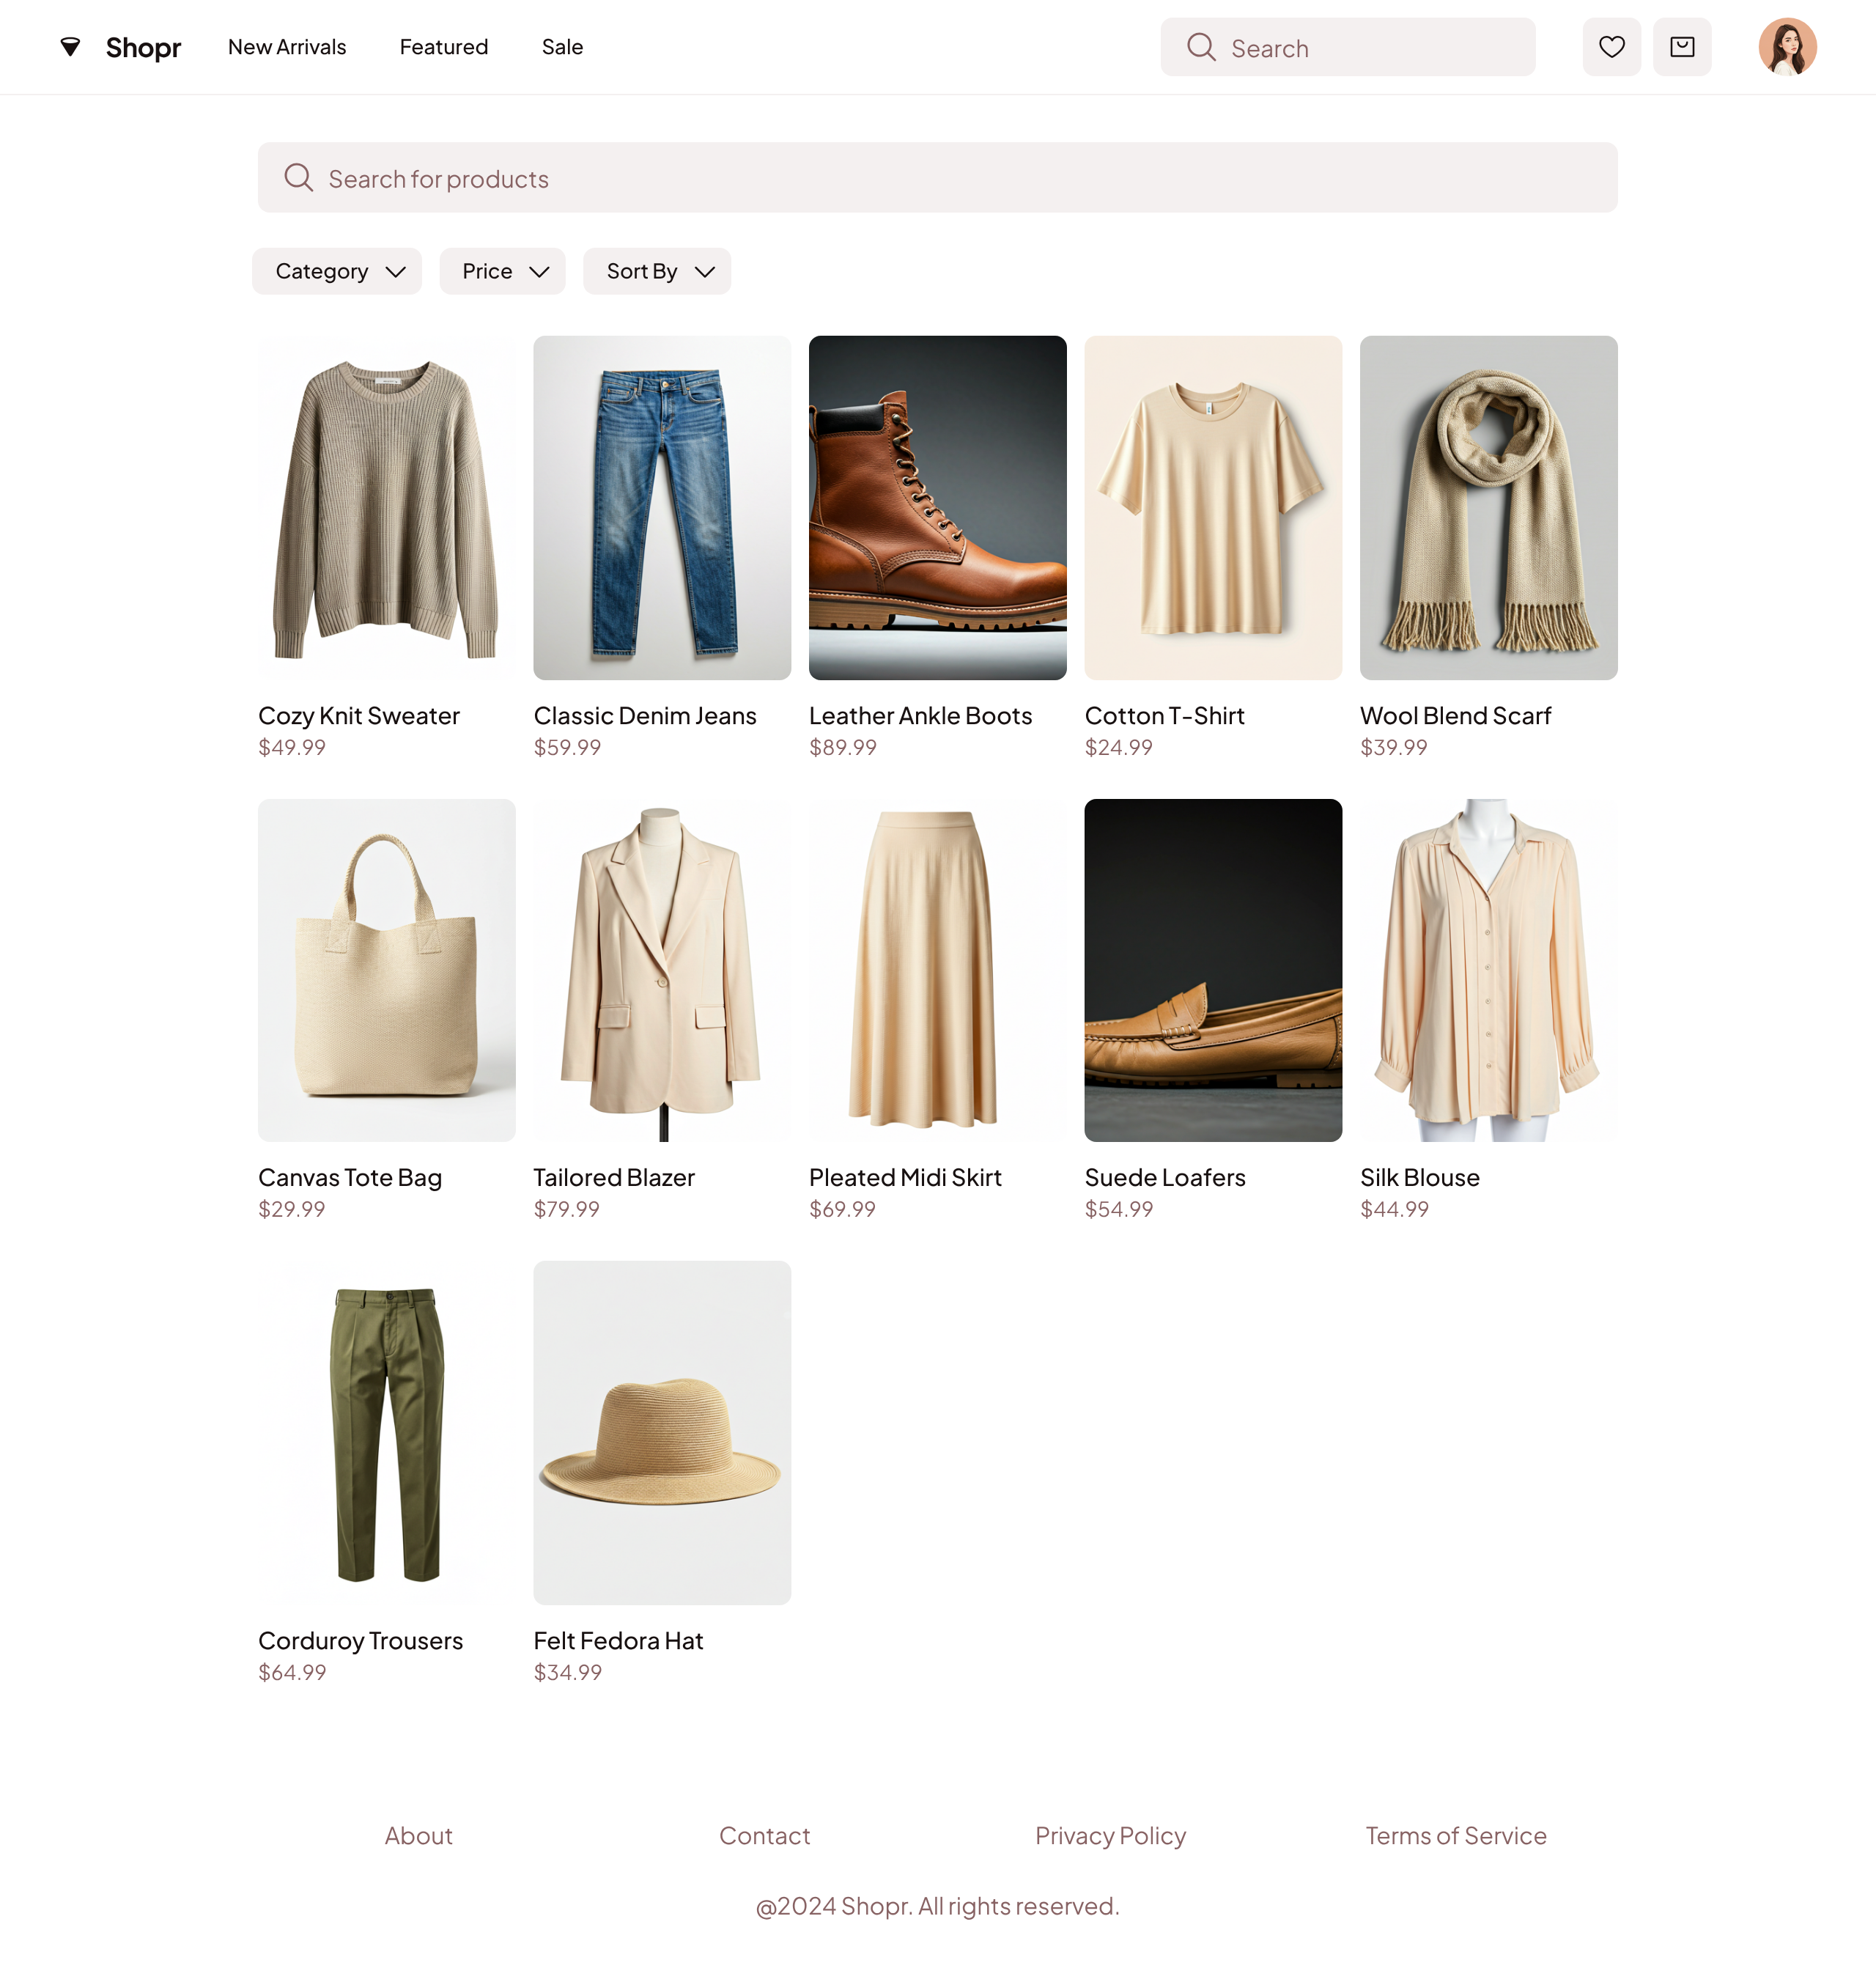 Shopr
New Arrivals
Featured
Sale
Search
Search for products
Category
Price
Sort By
Cozy Knit Sweater
$49.99
Classic Denim Jeans
$59.99
Leather Ankle Boots
$89.99
Cotton T-Shirt
$24.99
Wool Blend Scarf
$39.99
Canvas Tote Bag
$29.99
Tailored Blazer
$79.99
Pleated Midi Skirt
$69.99
Suede Loafers
$54.99
Silk Blouse
$44.99
Corduroy Trousers
$64.99
Felt Fedora Hat
$34.99
About
Contact
Privacy Policy
Terms of Service
@2024 Shopr. All rights reserved.